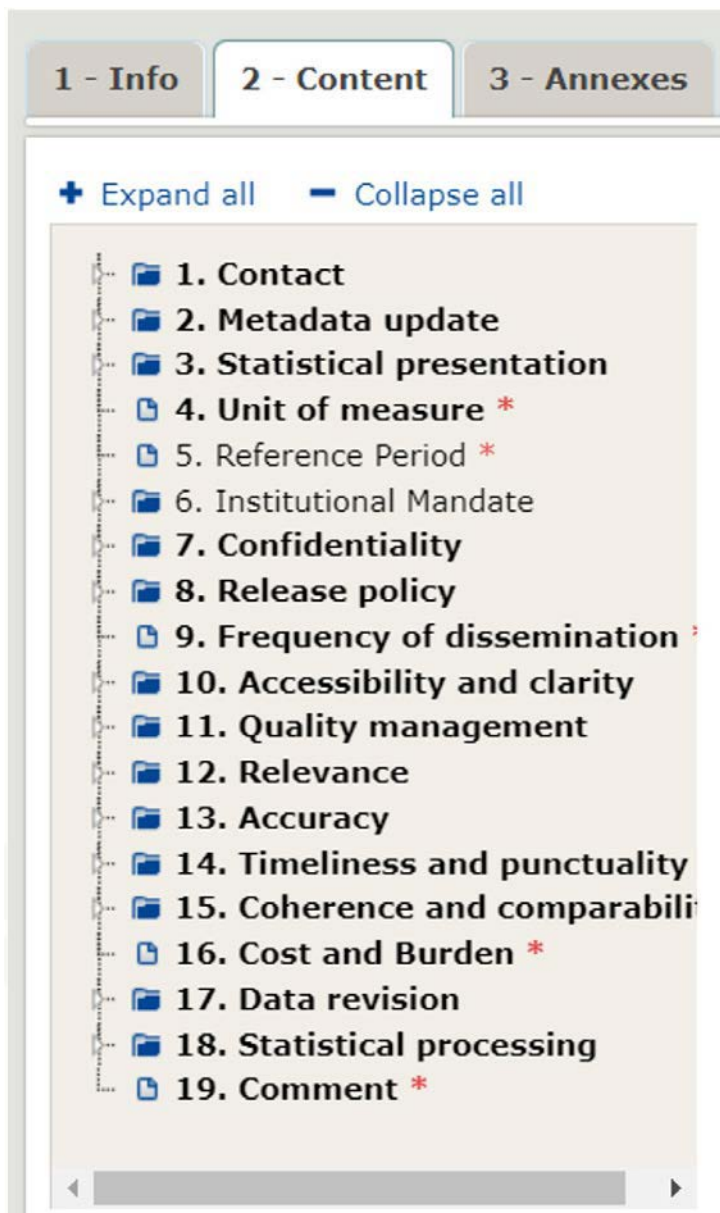 1 - Info 2 - Content 3 - Annexes
+ Expand all − Collapse all
1. Contact
2. Metadata update
3. Statistical presentation
4. Unit of measure *
5. Reference Period *
6. Institutional Mandate
7. Confidentiality
8. Release policy
9. Frequency of dissemination *
10. Accessibility and clarity
11. Quality management
12. Relevance
13. Accuracy
14. Timeliness and punctuality
15. Coherence and
16. Cost and Burden *
17. Data revision
18. Statistical processing
19. Comment *